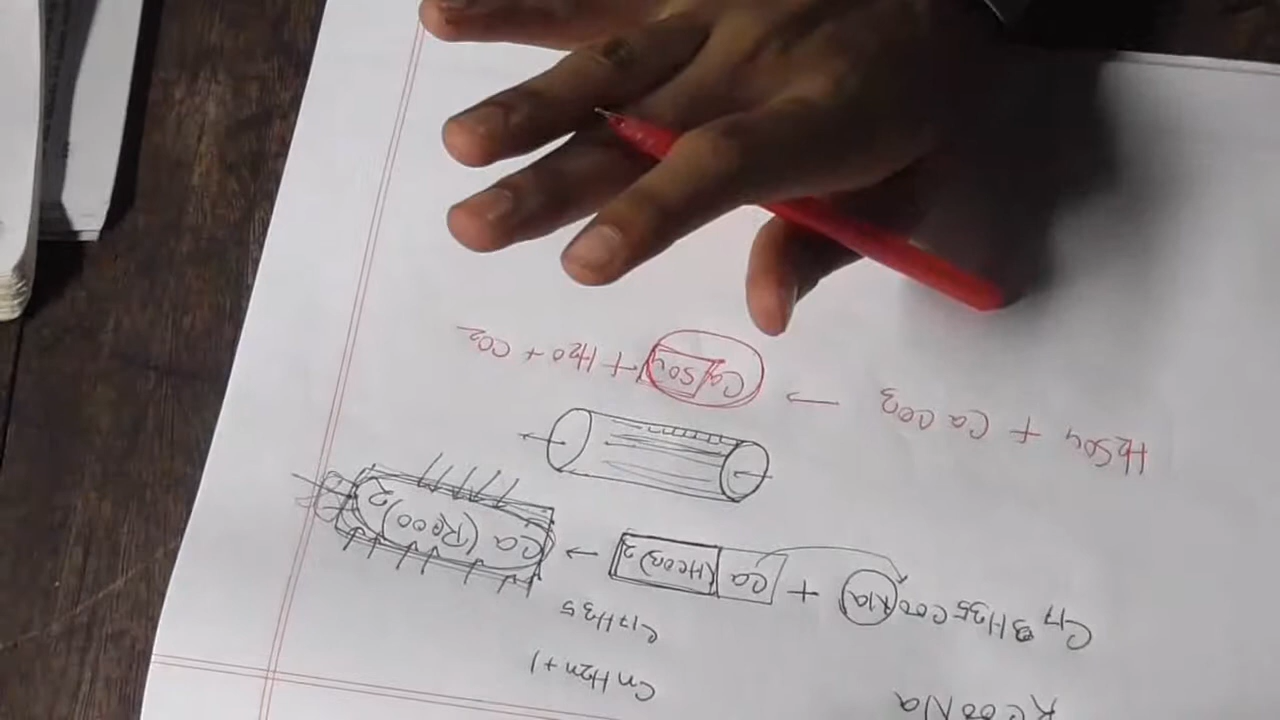 RCOONa
CnH2n+1
C17H35
C17H35COONa + Ca(HCO3)2 → Ca(RCOO)2
H2SO4 + CaCO3 → CaSO4 + H2O + CO2